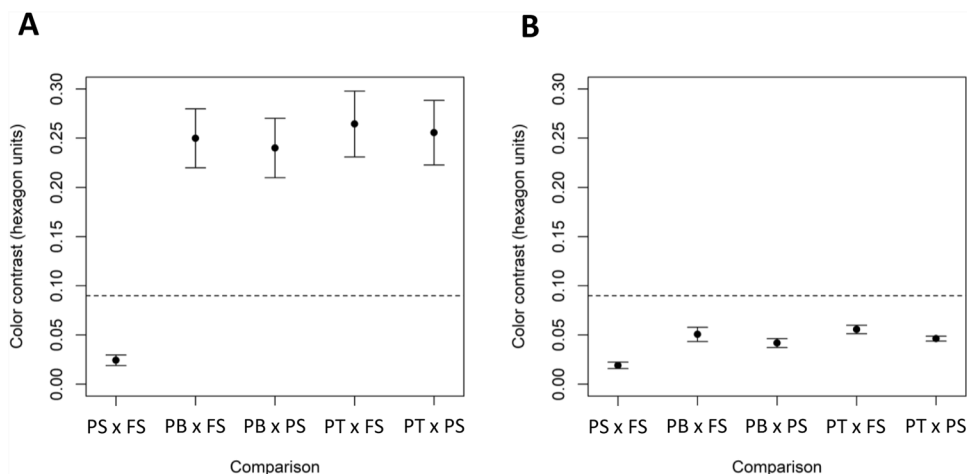 A
Color contrast (hexagon units)
0.30
0.25
0.20
0.15
0.10
0.05
0.00
PS x FS PB x FS PB x PS PT x FS PT x PS
Comparison
B
Color contrast (hexagon units)
0.30
0.25
0.20
0.15
0.10
0.05
0.00
PS x FS PB x FS PB x PS PT x FS PT x PS
Comparison